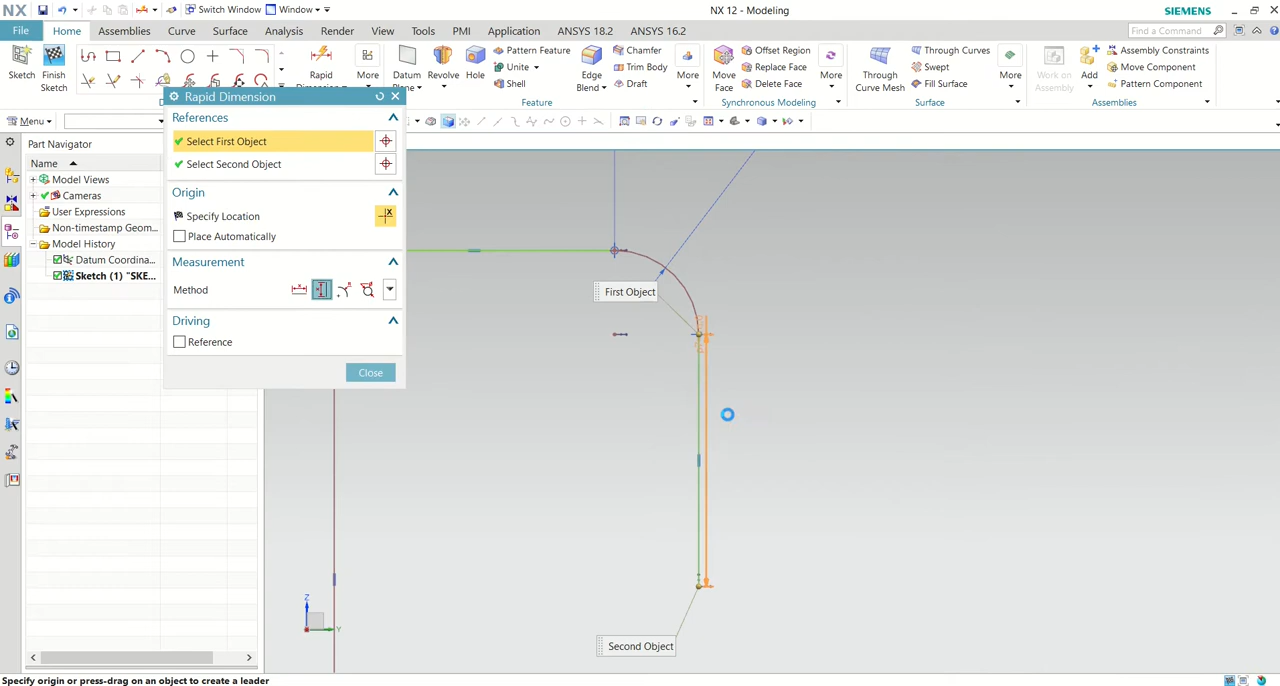 NX
Switch Window
Window
NX 12 - Modeling
SIEMENS
File
Home
Assemblies
Curve
Surface
Analysis
Render
View
Tools
PMI
Application
ANSYS 18.2
ANSYS 16.2
Find a Command
Sketch
Finish
Sketch
Rapid
More
Datum
Plane
Revolve
Hole
Pattern Feature
Unite
Shell
Edge
Blend
Chamfer
Trim Body
Draft
More
Move
Face
Offset Region
Replace Face
Delete Face
More
Through
Curve Mesh
Through Curves
Swept
Fill Surface
More
Work on
Assembly
Add
Assembly Constraints
Move Component
Pattern Component
Feature
Synchronous Modeling
Surface
Assemblies
Menu
Rapid Dimension
References
Select First Object
Select Second Object
Origin
Specify Location
Place Automatically
Measurement
Method
Driving
Reference
Close
Part Navigator
Name
Model Views
Cameras
User Expressions
Non-timestamp Geom...
Model History
Datum Coordina...
Sketch (1) "SKE...
First Object
Second Object
Z
Y
Specify origin or press-drag on an object to create a leader